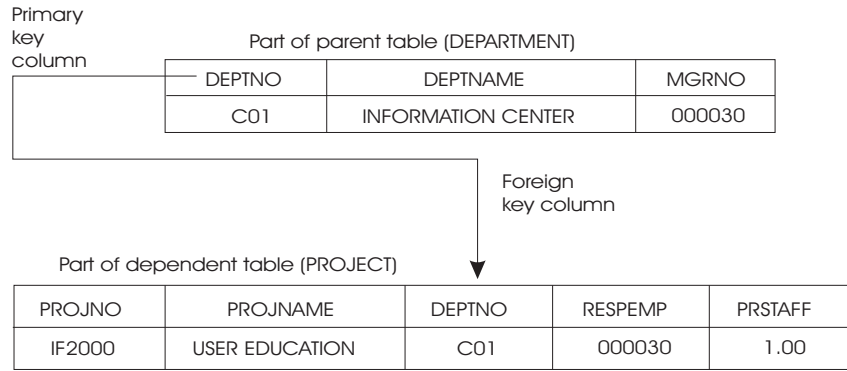 Primary
key
column
Part of parent table (DEPARTMENT)
DEPTNO DEPTNAME MGRNO
C01 INFORMATION CENTER 000030
Foreign
key column
Part of dependent table (PROJECT)
PROJNO PROJNAME DEPTNO RESPEMP PRSTAFF
IF2000 USER EDUCATION C01 000030 1.00